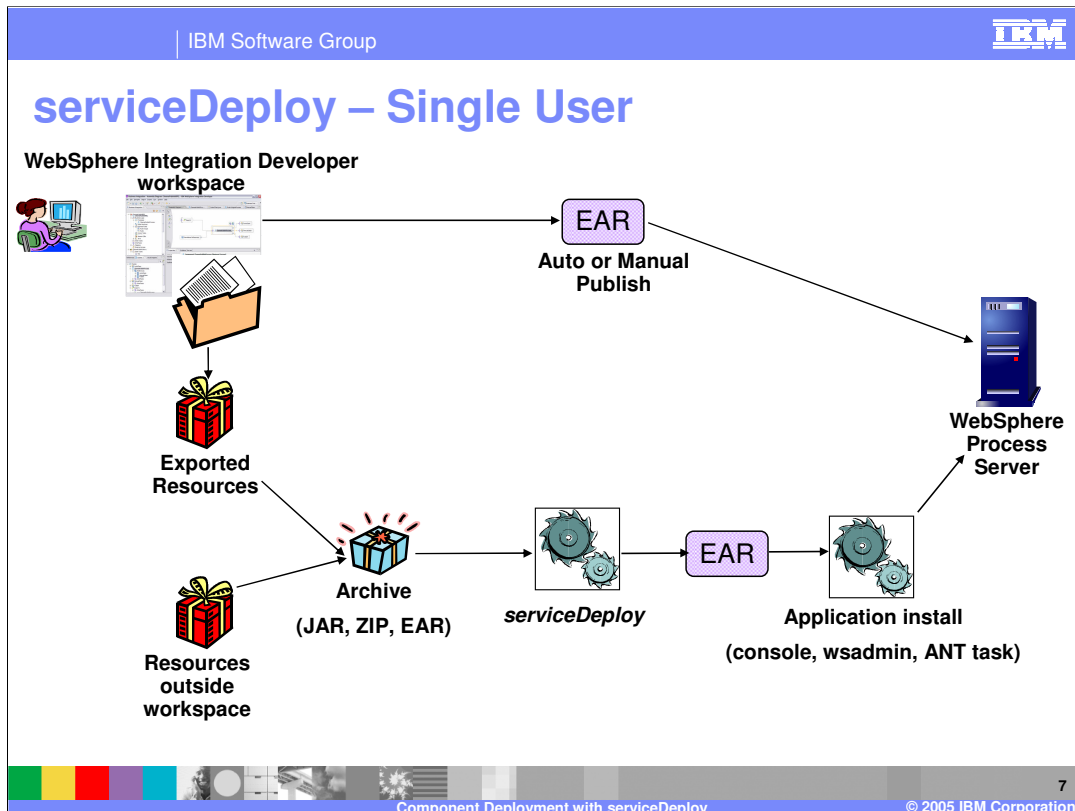 IBM Software Group
IBM
serviceDeploy – Single User
WebSphere Integration Developer
workspace
EAR
Auto or Manual
Publish
WebSphere
Process
Server
Exported
Resources
Archive
(JAR, ZIP, EAR)
serviceDeploy
EAR
Application install
(console, wsadmin, ANT task)
Resources
outside
workspace
7
Component Deployment with serviceDeploy
© 2005 IBM Corporation